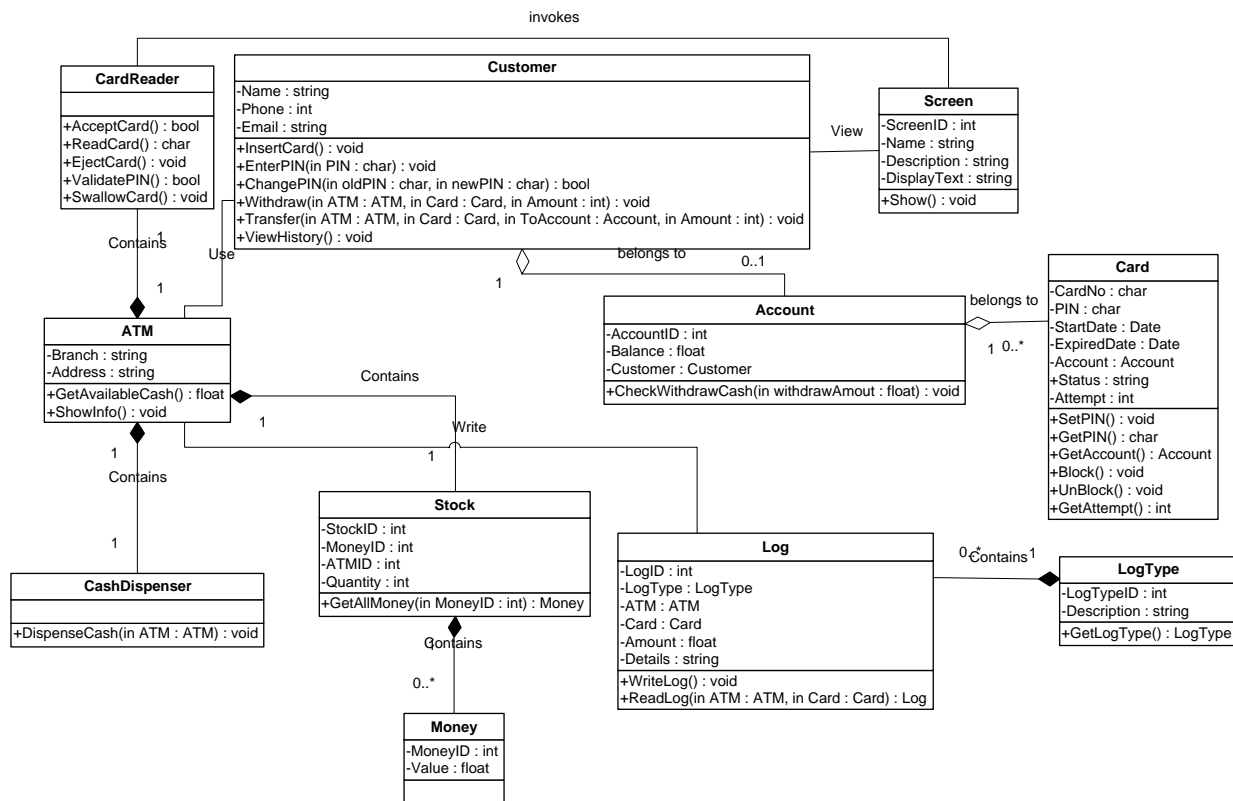 invokes
CardReader
+AcceptCard() : bool
+ReadCard() : char
+EjectCard() : void
+ValidatePIN() : bool
+SwallowCard() : void
Customer
-Name : string
-Phone : int
-Email : string
+InsertCard() : void
+EnterPIN(in PIN : char) : void
+ChangePIN(in oldPIN : char, in newPIN : char) : bool
+Withdraw(in ATM : ATM, in Card : Card, in Amount : int) : void
+Transfer(in ATM : ATM, in Card : Card, in ToAccount : Account, in Amount : int) : void
+ViewHistory() : void
View
Screen
-ScreenID : int
-Name : string
-Description : string
-DisplayText : string
+Show() : void
1
Contains
1
Use
belongs to
1
0..1
Account
-AccountID : int
-Balance : float
-Customer : Customer
+CheckWithdrawCash(in withdrawAmout : float) : void
belongs to
1
0..*
Card
-CardNo : char
-PIN : char
-StartDate : Date
-ExpiredDate : Date
-Account : Account
+Status : string
-Attempt : int
+SetPIN() : void
+GetPIN() : char
+GetAccount() : Account
+Block() : void
+UnBlock() : void
+GetAttempt() : int
ATM
-Branch : string
-Address : string
+GetAvailableCash() : float
+ShowInfo() : void
Contains
1
Write
1
1
Contains
1
CashDispenser
+DispenseCash(in ATM : ATM) : void
Stock
-StockID : int
-MoneyID : int
-ATMID : int
-Quantity : int
+GetAllMoney(in MoneyID : int) : Money
Contains
1
0..*
Money
-MoneyID : int
-Value : float
Log
-LogID : int
-LogType : LogType
-ATM : ATM
-Card : Card
-Amount : float
-Details : string
+WriteLog() : void
+ReadLog(in ATM : ATM, in Card : Card) : Log
0..*
Contains
1
LogType
-LogTypeID : int
-Description : string
+GetLogType() : LogType